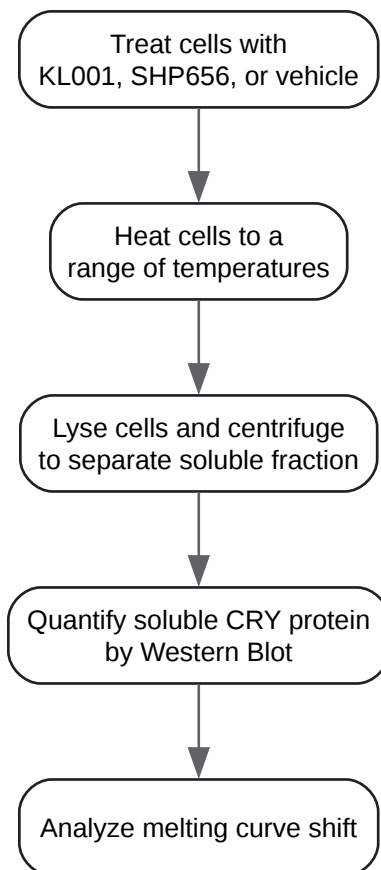 Treat cells with
KL001, SHP656, or vehicle
Heat cells to a
range of temperatures
Lyse cells and centrifuge
to separate soluble fraction
Quantify soluble CRY protein
by Western Blot
Analyze melting curve shift